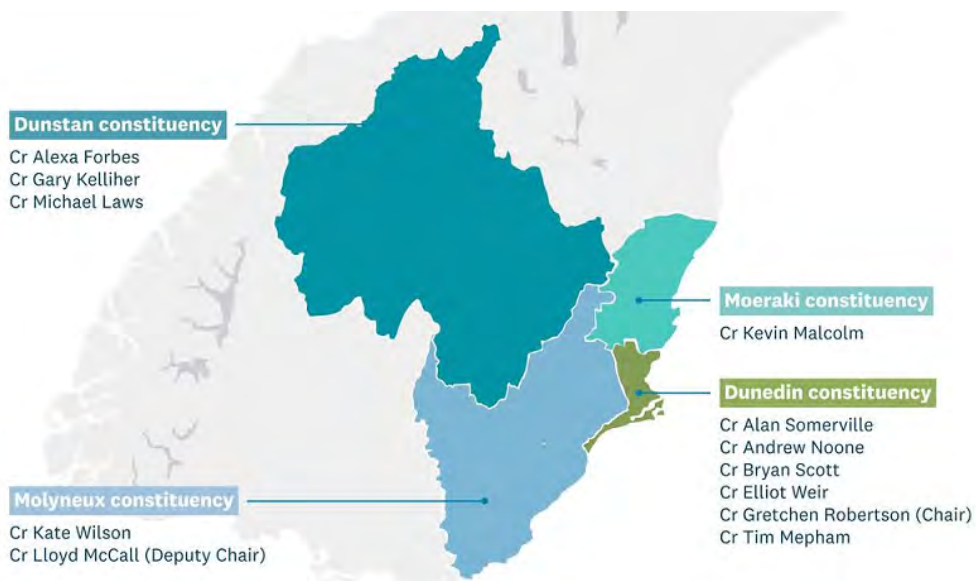 Dunstan constituency
Cr Alexa Forbes
Cr Gary Kelliher
Cr Michael Laws
Moeraki constituency
Cr Kevin Malcolm
Dunedin constituency
Cr Alan Somerville
Cr Andrew Noone
Cr Bryan Scott
Cr Elliot Weir
Cr Gretchen Robertson (Chair)
Cr Tim Mepham
Molyneux constituency
Cr Kate Wilson
Cr Lloyd McCall (Deputy Chair)